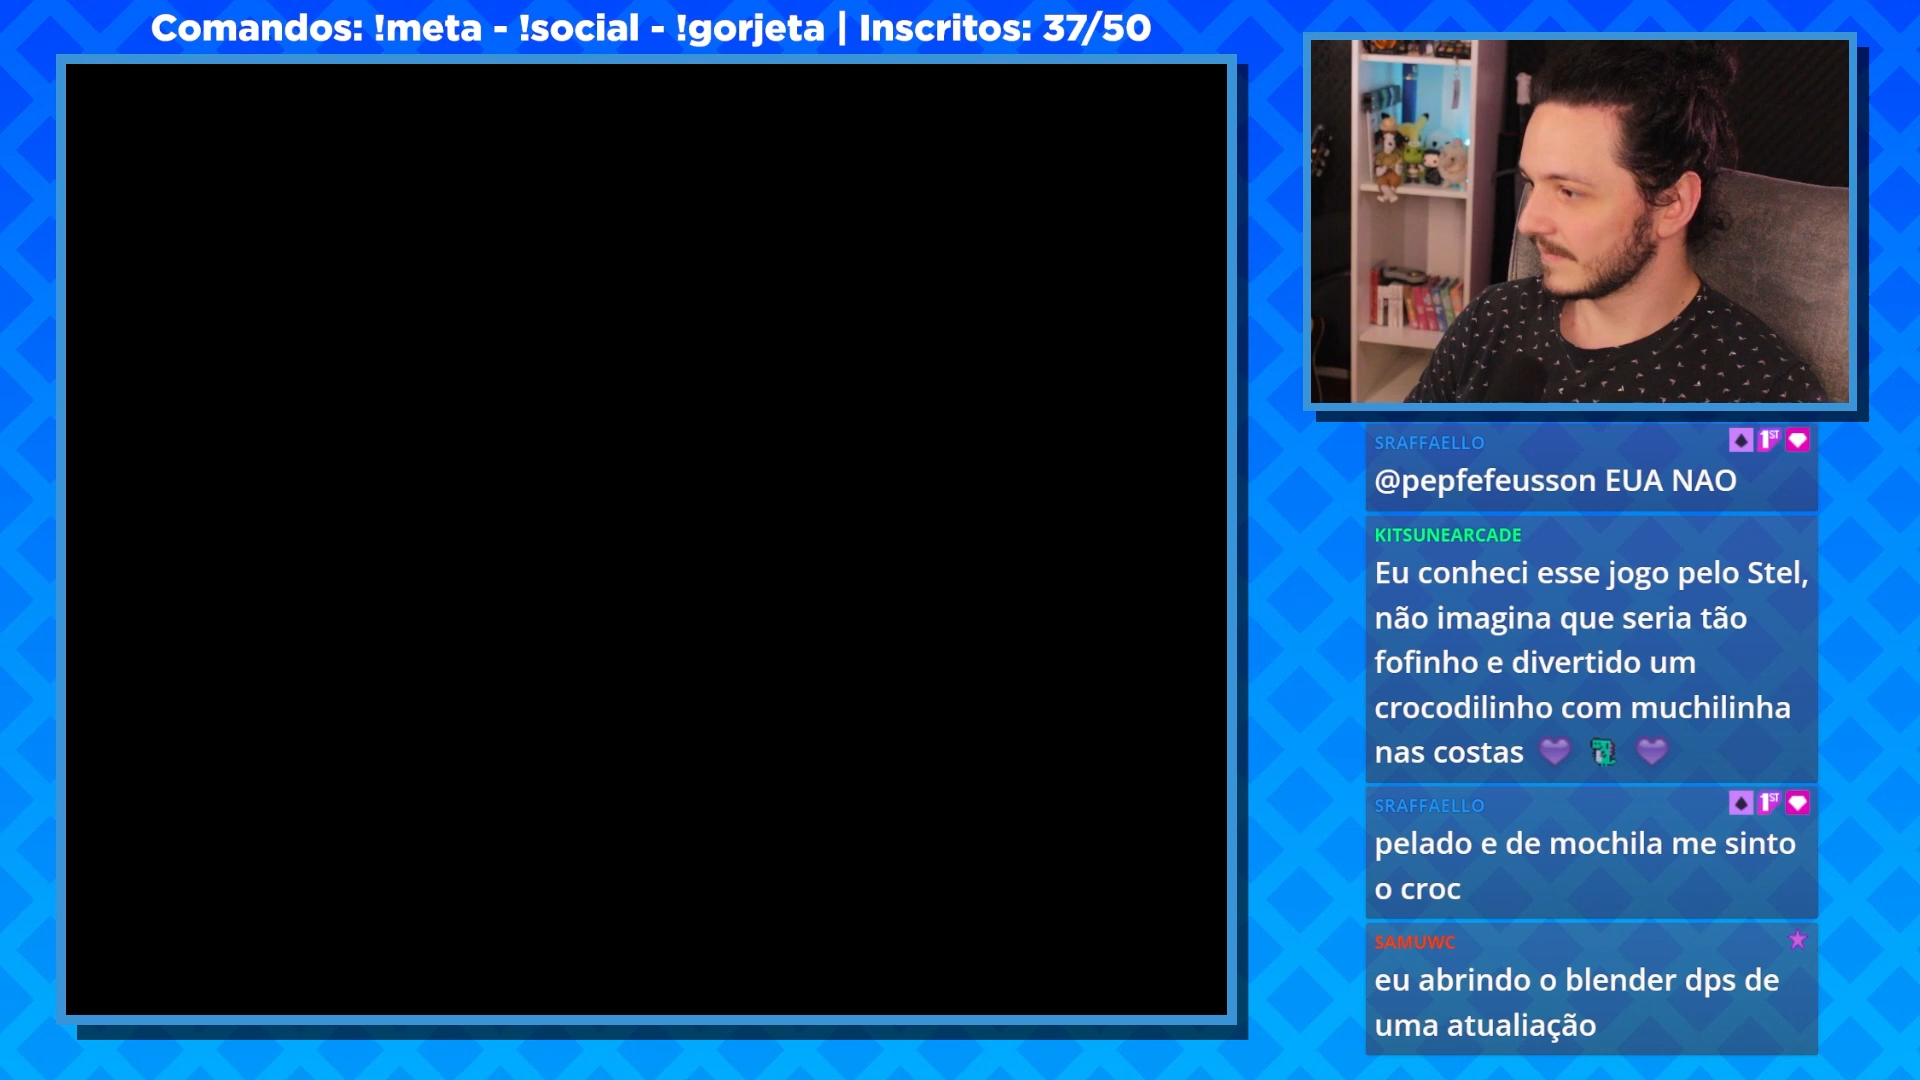 Comandos: !meta - !social - !gorjeta | Inscritos: 37/50
SRAFFAELLO
1ST
@pepfefeusson EUA NAO
KITSUNEARCADE
Eu conheci esse jogo pelo Stel,
não imagina que seria tão
fofinho e divertido um
crocodilinho com muchilinha
nas costas
SRAFFAELLO
1ST
pelado e de mochila me sinto
o croc
SAMUWC
eu abrindo o blender dps de
uma atualiação